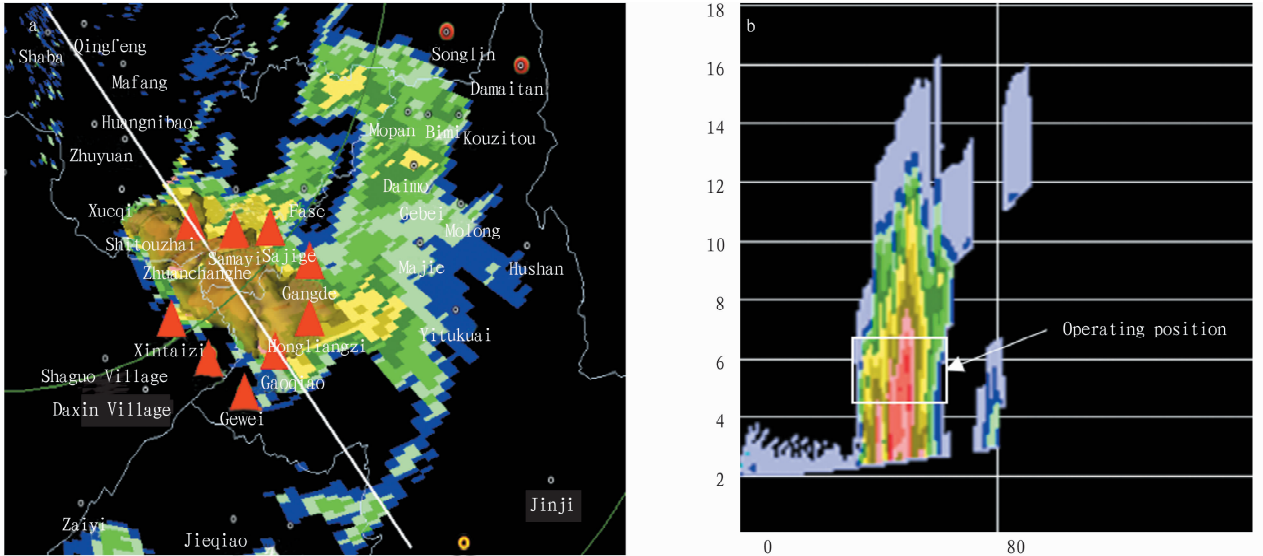 a
Qingfeng
Shaba
Mafang
Songlin
Damaitan
Huangnibao
Mopan
Bimi
Kouzitou
Zhuyuan
Daimo
Xucqi
Fasc
Gebei
Molong
Shitouzhai
Samayi
Sajige
Zhuanchanghe
Majie
Hushan
Gangde
Yitukuai
Xintaizi
Hongliangzi
Shaguo Village
Gaoqiao
Daxin Village
Gewei
Jinji
Zaiyi
Jieqiao
b
18
16
14
12
10
8
Operating position
6
4
2
0
80